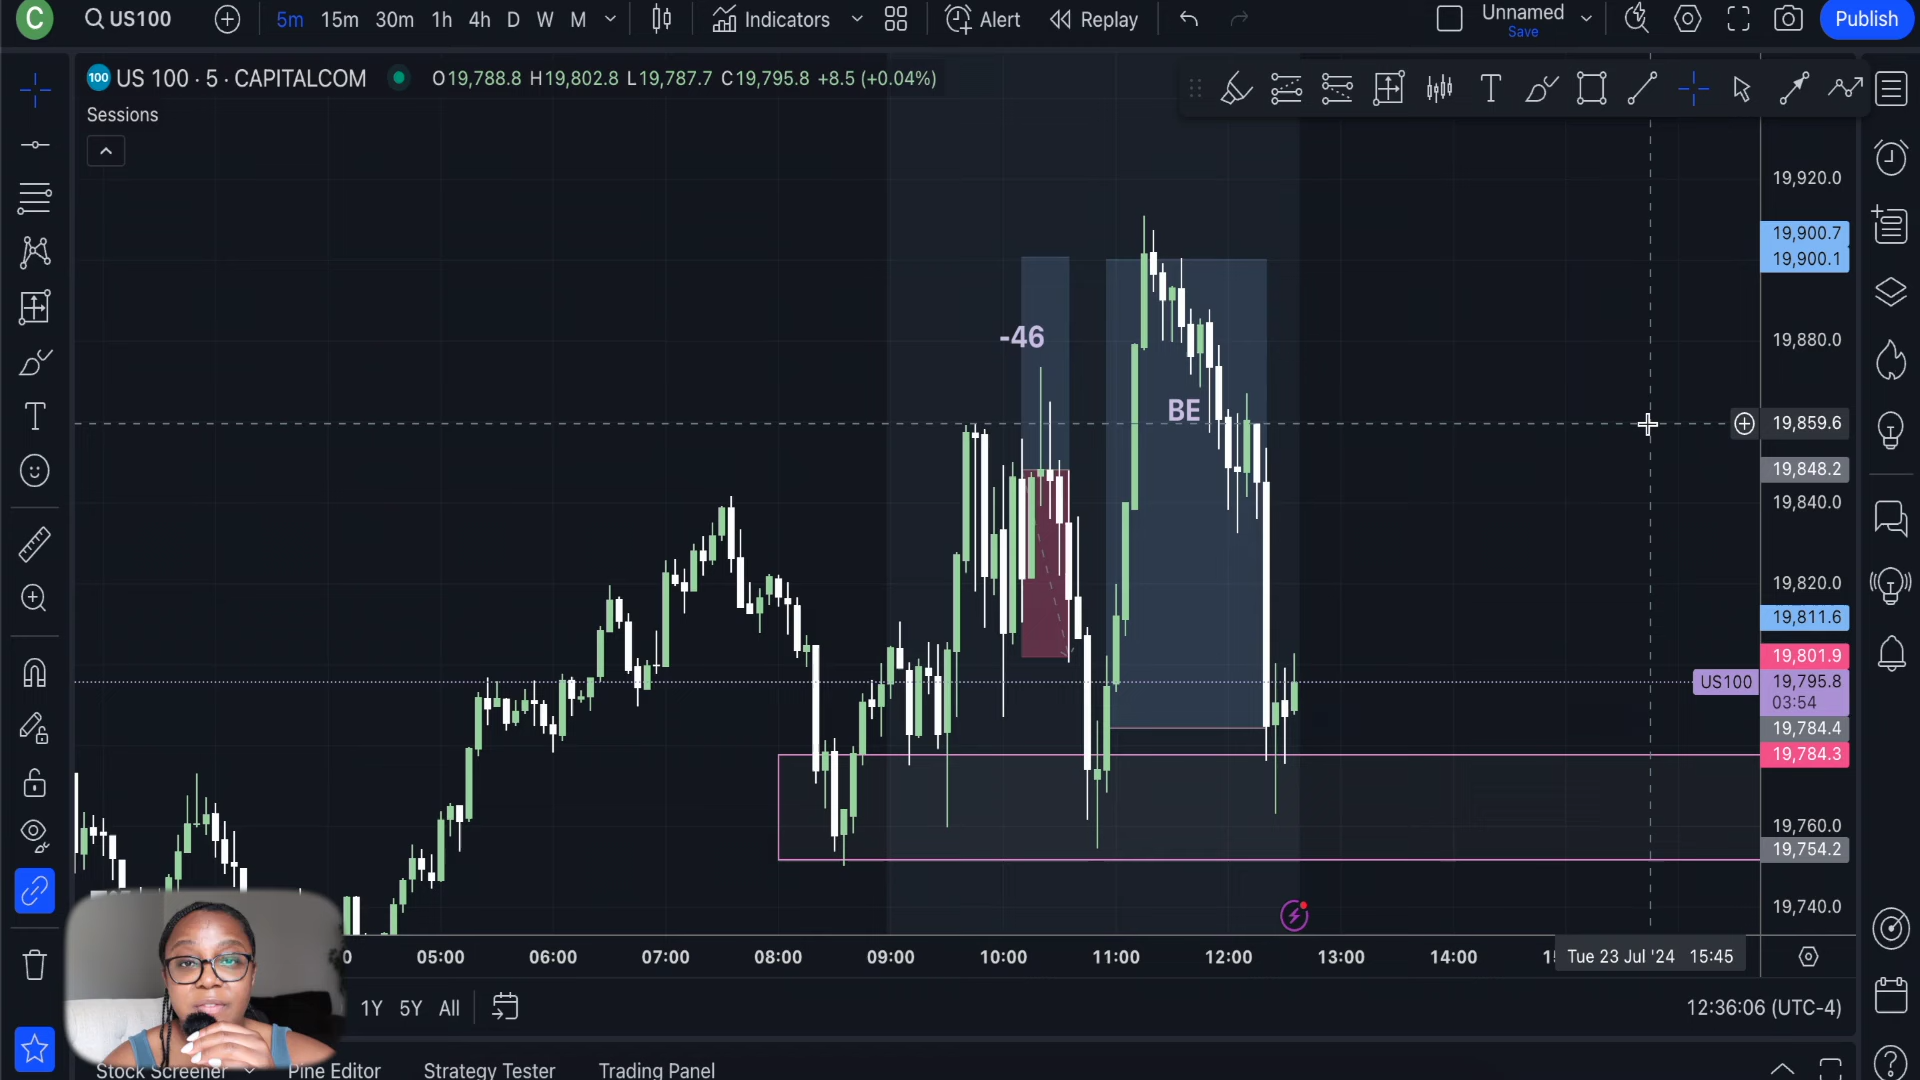 C
US100
5m
15m
30m
1h
4h
D
W
M
Indicators
Alert
Replay
Unnamed
Save
Publish
100
US 100 · 5 · CAPITALCOM
O19,788.8 H19,802.8 L19,787.7 C19,795.8 +8.5 (+0.04%)
Sessions
T
T
19,920.0
19,900.7
19,900.1
-46
19,880.0
BE
19,859.6
19,848.2
19,840.0
19,820.0
19,811.6
19,801.9
US100
19,795.8
03:54
19,784.4
19,784.3
19,760.0
19,754.2
19,740.0
05:00
06:00
07:00
08:00
09:00
10:00
11:00
12:00
13:00
14:00
Tue 23 Jul '24 15:45
1Y
5Y
All
12:36:06 (UTC-4)
Stock Screener
Pine Editor
Strategy Tester
Trading Panel